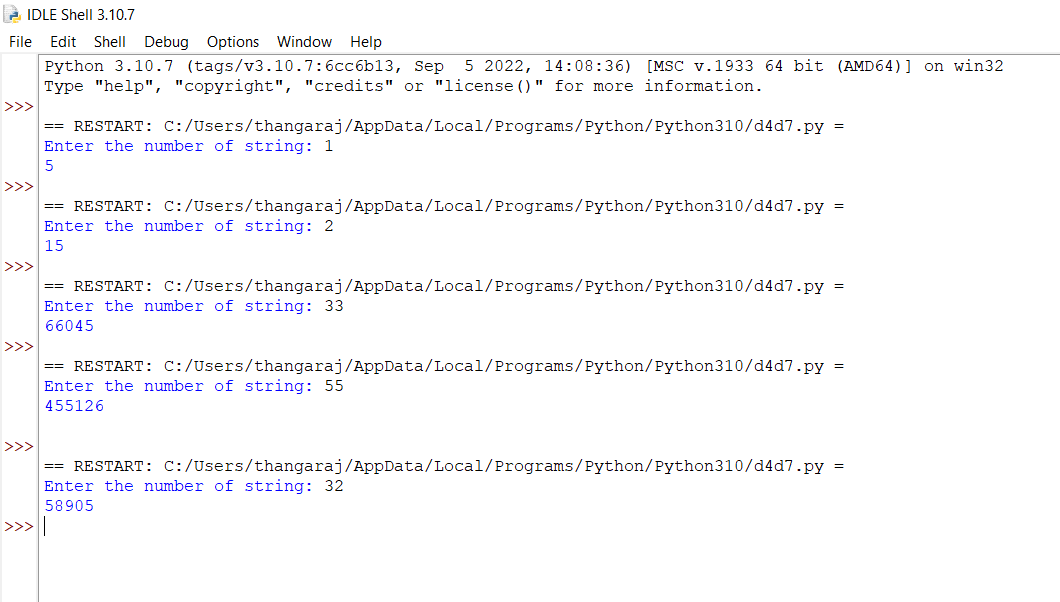 IDLE Shell 3.10.7
File Edit Shell Debug Options Window Help
Python 3.10.7 (tags/v3.10.7:6cc6b13, Sep  5 2022, 14:08:36) [MSC v.1933 64 bit (AMD64)] on win32
Type "help", "copyright", "credits" or "license()" for more information.
>>>
== RESTART: C:/Users/thangaraj/AppData/Local/Programs/Python/Python310/d4d7.py =
Enter the number of string: 1
5
>>>
== RESTART: C:/Users/thangaraj/AppData/Local/Programs/Python/Python310/d4d7.py =
Enter the number of string: 2
15
>>>
== RESTART: C:/Users/thangaraj/AppData/Local/Programs/Python/Python310/d4d7.py =
Enter the number of string: 33
66045
>>>
== RESTART: C:/Users/thangaraj/AppData/Local/Programs/Python/Python310/d4d7.py =
Enter the number of string: 55
455126
>>>
== RESTART: C:/Users/thangaraj/AppData/Local/Programs/Python/Python310/d4d7.py =
Enter the number of string: 32
58905
>>>